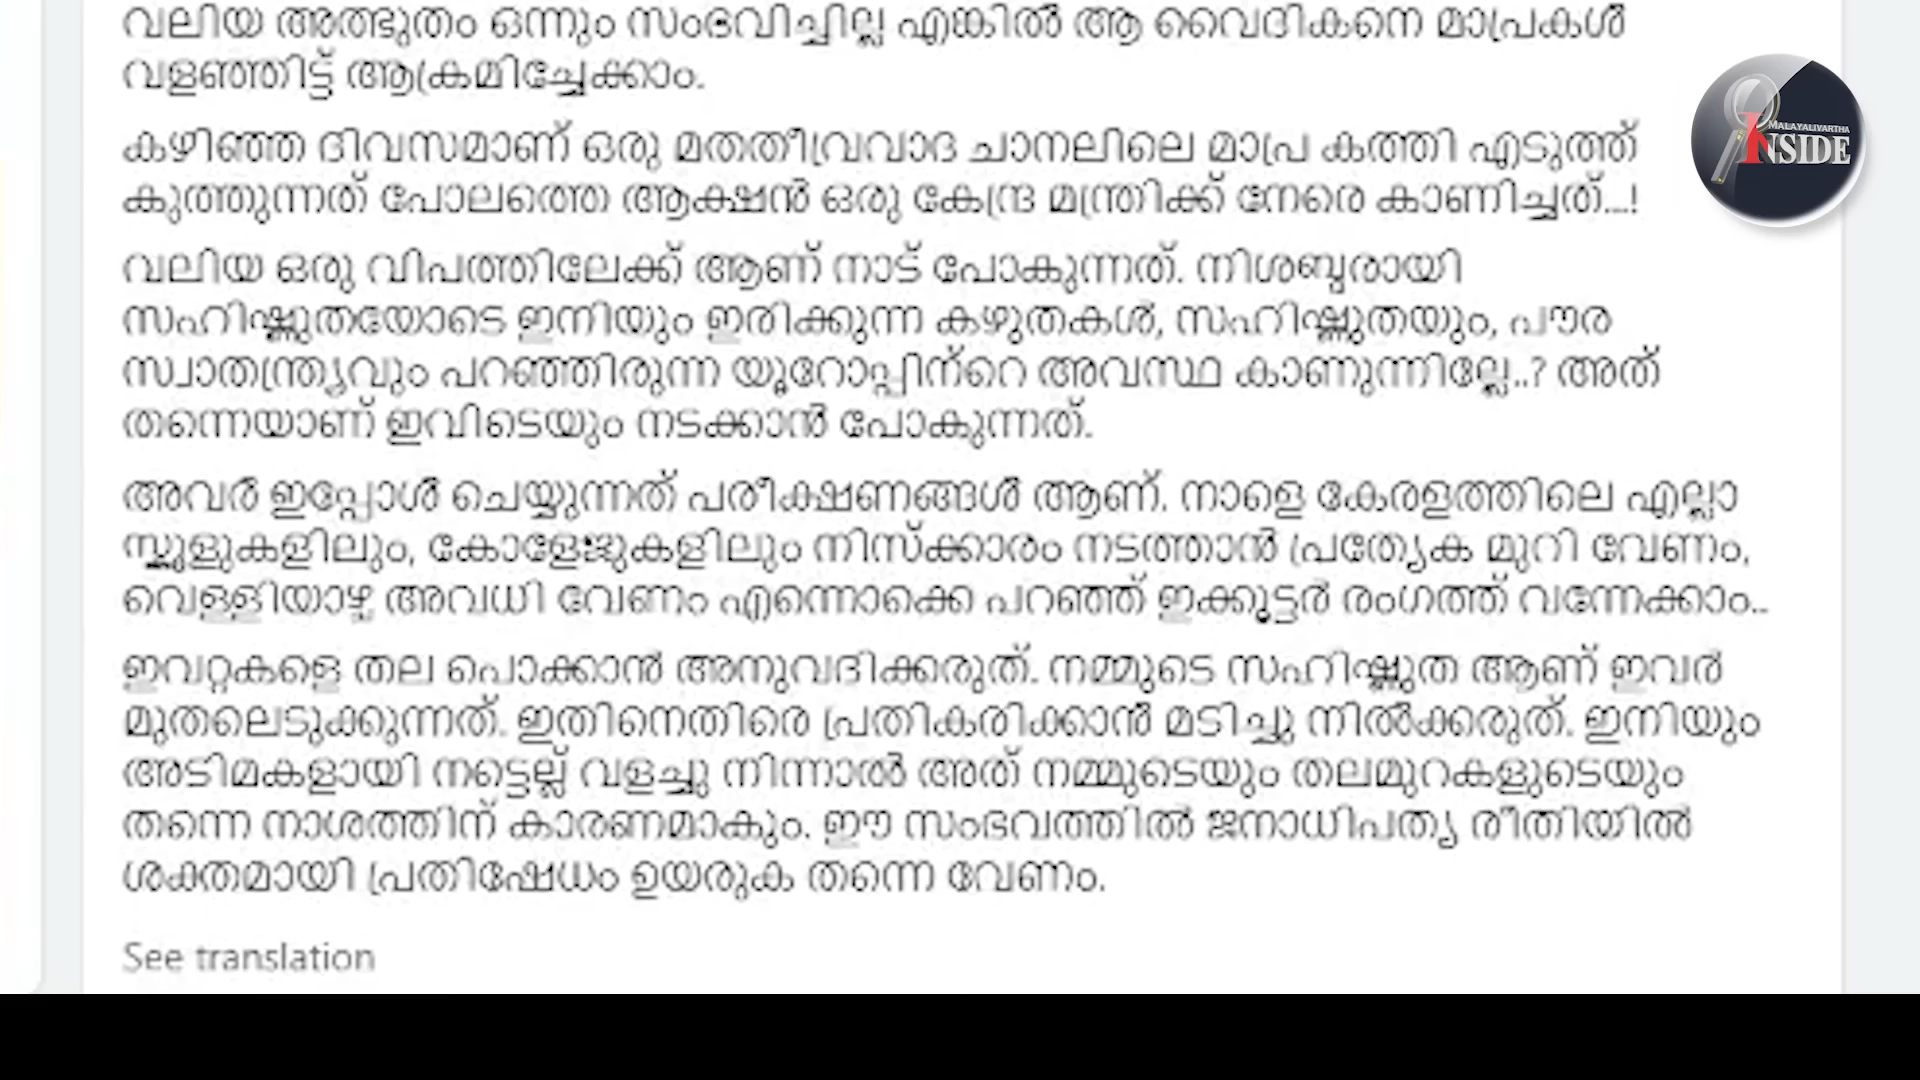 വലിയ അത്ഭുതം ഒന്നും സംഭവിച്ചില്ല എങ്കിൽ ആ വൈദികനെ മാപ്രകൾ
വളഞ്ഞിട്ട് ആക്രമിച്ചേക്കാം.
കഴിഞ്ഞ ദിവസമാണ് ഒരു മതതീവ്രവാദ ചാനലിലെ മാപ്ര കത്തി എടുത്ത്
കുത്തുന്നത് പോലത്തെ ആക്ഷൻ ഒരു കേന്ദ്ര മന്ത്രിക്ക് നേരെ കാണിച്ചത്...!
വലിയ ഒരു വിപത്തിലേക്ക് ആണ് നാട് പോകുന്നത്. നിശബ്ദരായി
സഹിഷ്ണുതയോടെ ഇനിയും ഇരിക്കുന്ന കഴുതകൾ, സഹിഷ്ണുതയും, പൗര
സ്വാതന്ത്ര്യവും പറഞ്ഞിരുന്ന യൂറോപ്പിന്റെ അവസ്ഥ കാണുന്നില്ലേ..? അത്
തന്നെയാണ് ഇവിടെയും നടക്കാൻ പോകുന്നത്.
അവർ ഇപ്പോൾ ചെയ്യുന്നത് പരീക്ഷണങ്ങൾ ആണ്. നാളെ കേരളത്തിലെ എല്ലാ
സ്കൂളുകളിലും, കോളേജുകളിലും നിസ്ക്കാരം നടത്താൻ പ്രത്യേക മുറി വേണം,
വെള്ളിയാഴ്ച അവധി വേണം എന്നൊക്കെ പറഞ്ഞ് ഇക്കൂട്ടർ രംഗത്ത് വന്നേക്കാം..
ഇവറ്റകളെ തല പൊക്കാൻ അനുവദിക്കരുത്. നമ്മുടെ സഹിഷ്ണുത ആണ് ഇവർ
മുതലെടുക്കുന്നത്. ഇതിനെതിരെ പ്രതികരിക്കാൻ മടിച്ചു നിൽക്കരുത്. ഇനിയും
അടിമകളായി നട്ടെല്ല് വളച്ചു നിന്നാൽ അത് നമ്മുടെയും തലമുറകളുടെയും
തന്നെ നാശത്തിന് കാരണമാകും. ഈ സംഭവത്തിൽ ജനാധിപത്യ രീതിയിൽ
ശക്തമായി പ്രതിഷേധം ഉയരുക തന്നെ വേണം.
See translation
MALAYALIVARTHA
INSIDE